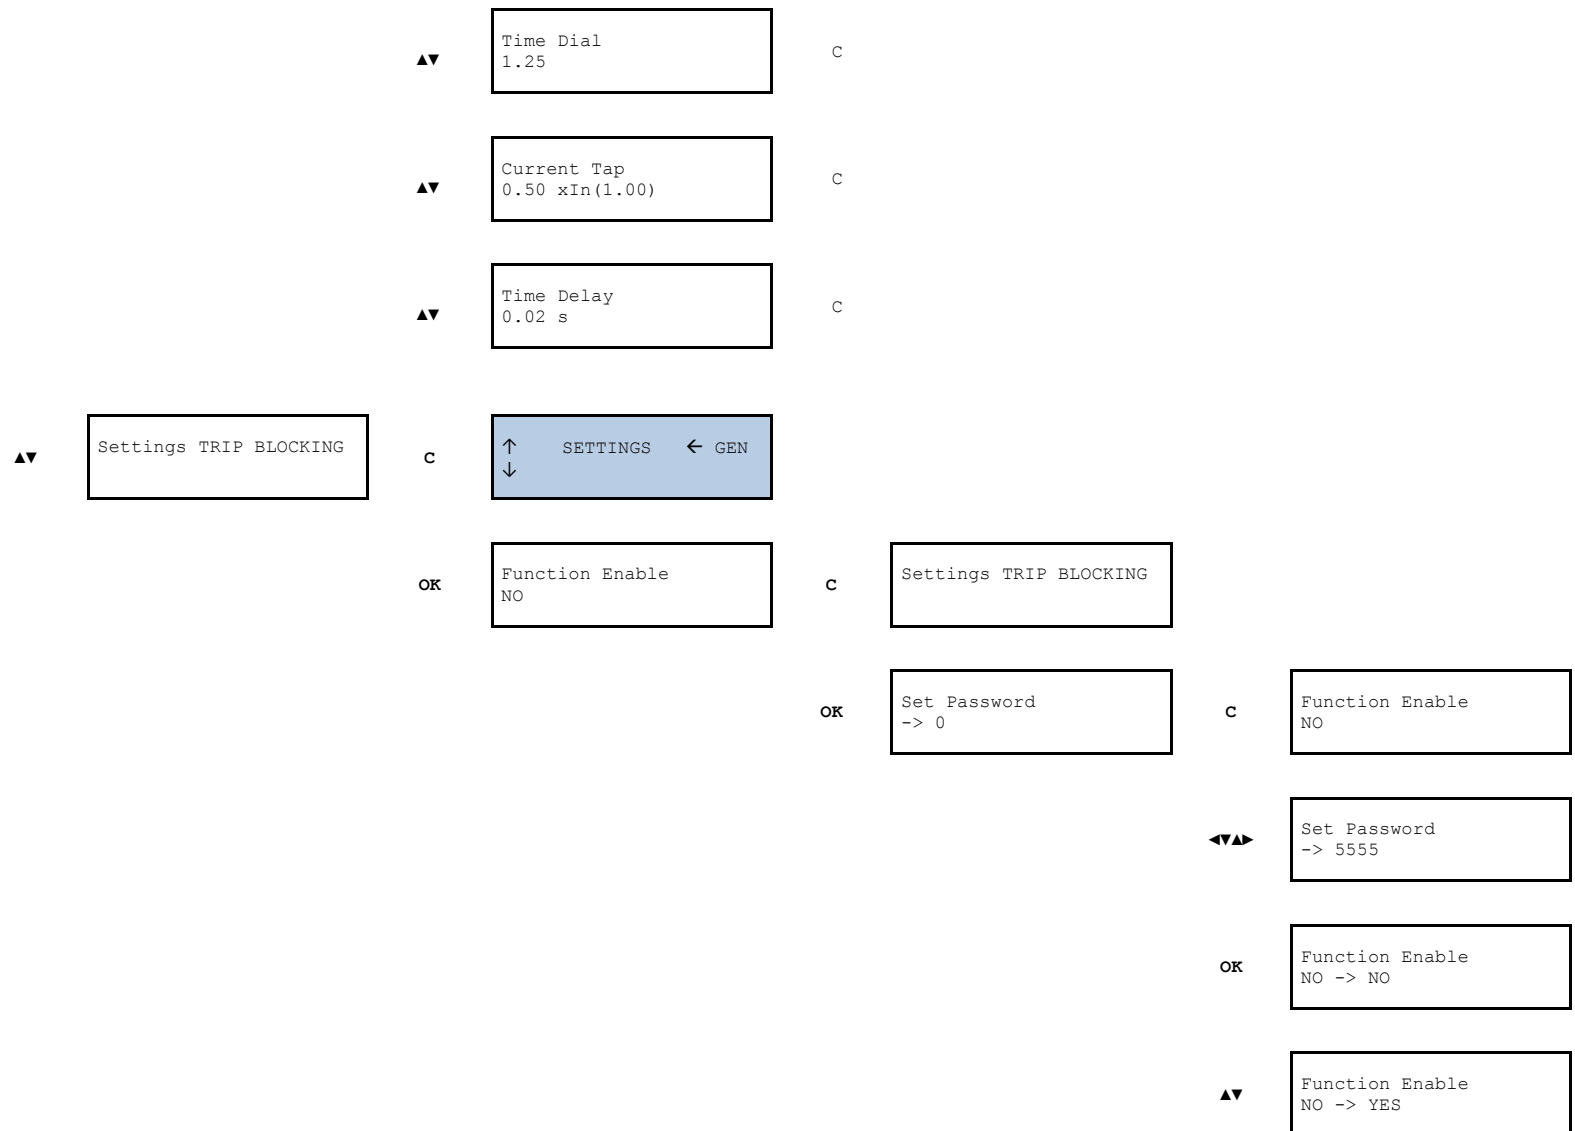 ▲▼ Time Dial C
1.25
▲▼ Current Tap C
0.50 xIn(1.00)
▲▼ Time Delay C
0.02 s
▲▼ Settings TRIP BLOCKING C ↑ SETTINGS ← GEN
↓
OK Function Enable C Settings TRIP BLOCKING
NO
OK Set Password C Function Enable
-> 0 NO
◄▼▲► Set Password
-> 5555
OK Function Enable
NO -> NO
▲▼ Function Enable
NO -> YES